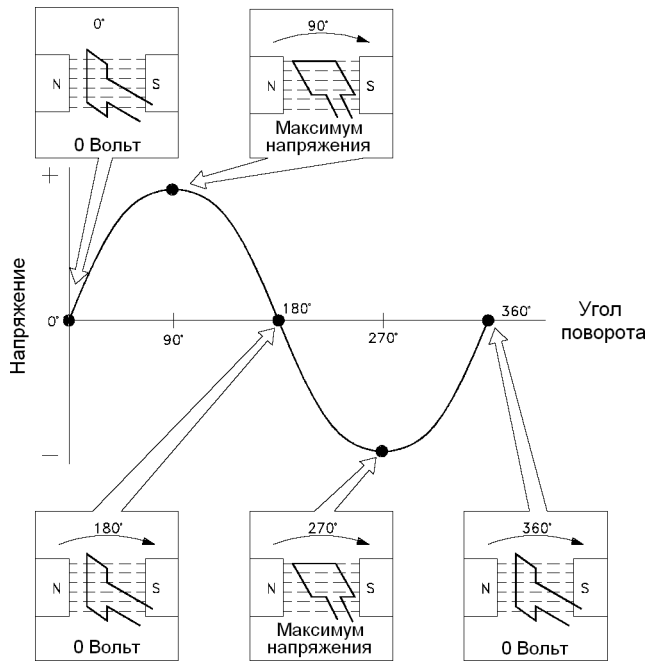 0°
N
S
0 Вольт
90°
N
S
Максимум
напряжения
+
Напряжение
0°
90°
180°
270°
360°
Угол
поворота
—
180°
N
S
0 Вольт
270°
N
S
Максимум
напряжения
360°
N
S
0 Вольт